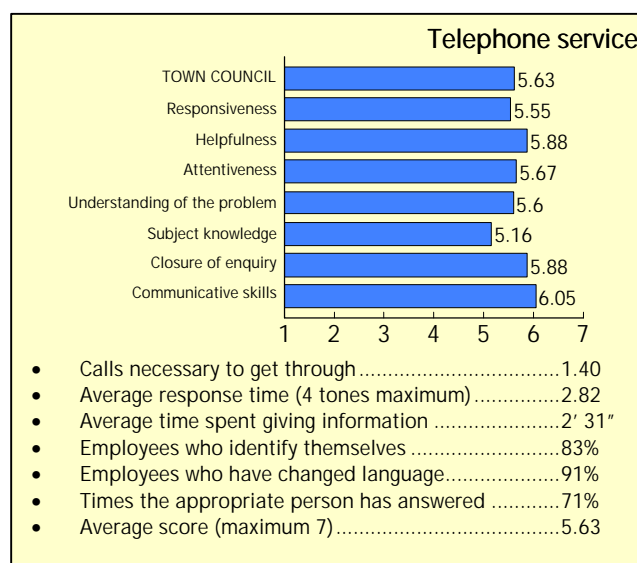 Telephone service
TOWN COUNCIL 5.63
Responsiveness 5.55
Helpfulness 5.88
Attentiveness 5.67
Understanding of the problem 5.6
Subject knowledge 5.16
Closure of enquiry 5.88
Communicative skills 6.05
1 2 3 4 5 6 7
• Calls necessary to get through..............................1.40
• Average response time (4 tones maximum).............2.82
• Average time spent giving information ....................2’ 31”
• Employees who identify themselves .......................83%
• Employees who have changed language..................91%
• Times the appropriate person has answered ...........71%
• Average score (maximum 7)..................................5.63